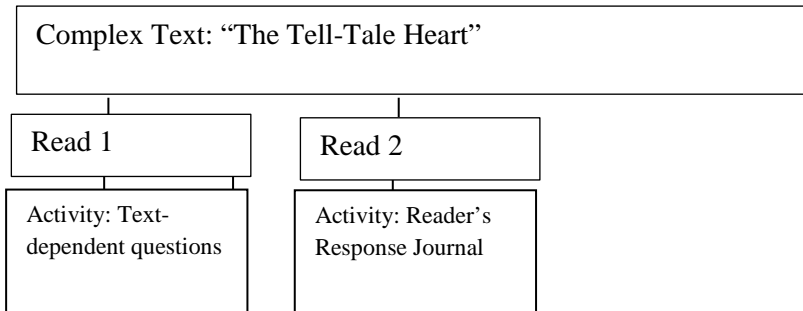 Complex Text: “The Tell-Tale Heart”
Read 1
Read 2
Activity: Text-
dependent questions
Activity: Reader’s
Response Journal